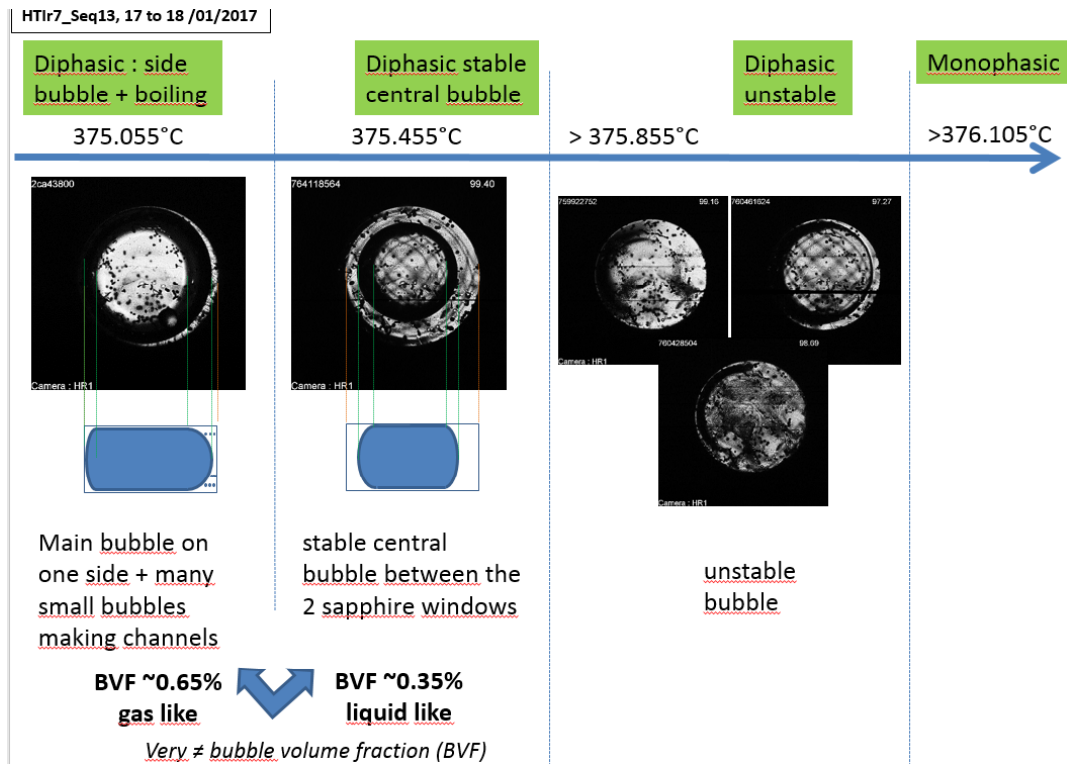 HTIr7_Seq13, 17 to 18 /01/2017
Diphasic : side
bubble + boiling
Diphasic stable
central bubble
Diphasic
unstable
Monophasic
375.055°C
375.455°C
> 375.855°C
>376.105°C
2ca43800
Camera : HR1
764118564 99.40
Camera : HR1
759922752 99.16
Camera : HR1
760461624 97.27
760428504 98.09
Camera : HR1
Main bubble on
one side + many
small bubbles
making channels
stable central
bubble between the
2 sapphire windows
unstable
bubble
BVF ~0.65%
gas like
BVF ~0.35%
liquid like
Very ≠ bubble volume fraction (BVF)